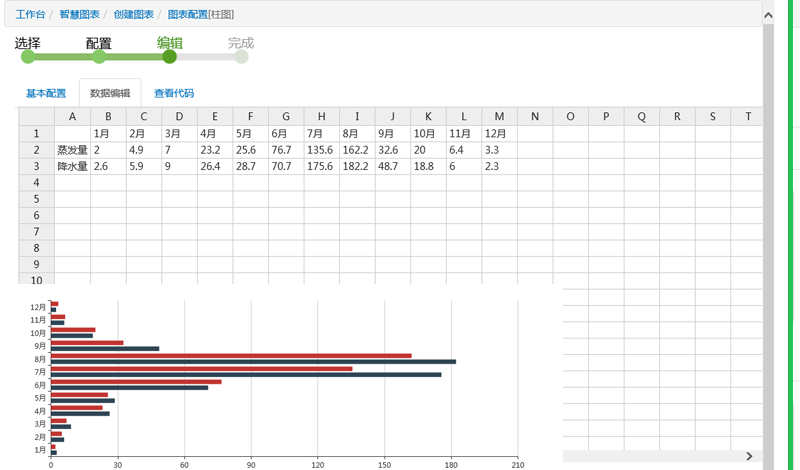 工作台 / 智慧图表 / 创建图表 / 图表配置[柱图]
选择 配置 编辑 完成
基本配置 数据编辑 查看代码
A B C D E F G H I J K L M N O P Q R S T
1 1月 2月 3月 4月 5月 6月 7月 8月 9月 10月 11月 12月
2 蒸发量 2 4.9 7 23.2 25.6 76.7 135.6 162.2 32.6 20 6.4 3.3
3 降水量 2.6 5.9 9 26.4 28.7 70.7 175.6 182.2 48.7 18.8 6 2.3
4
5
6
7
8
9
10
12月
11月
10月
9月
8月
7月
6月
5月
4月
3月
2月
1月
0 30 60 90 120 150 180 210